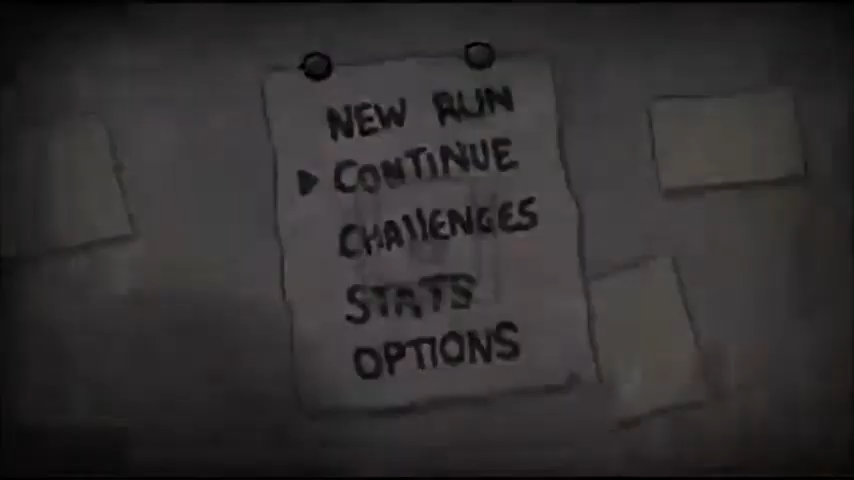 NEW RUN
CONTINUE
CHALLENGES
STATS
OPTIONS